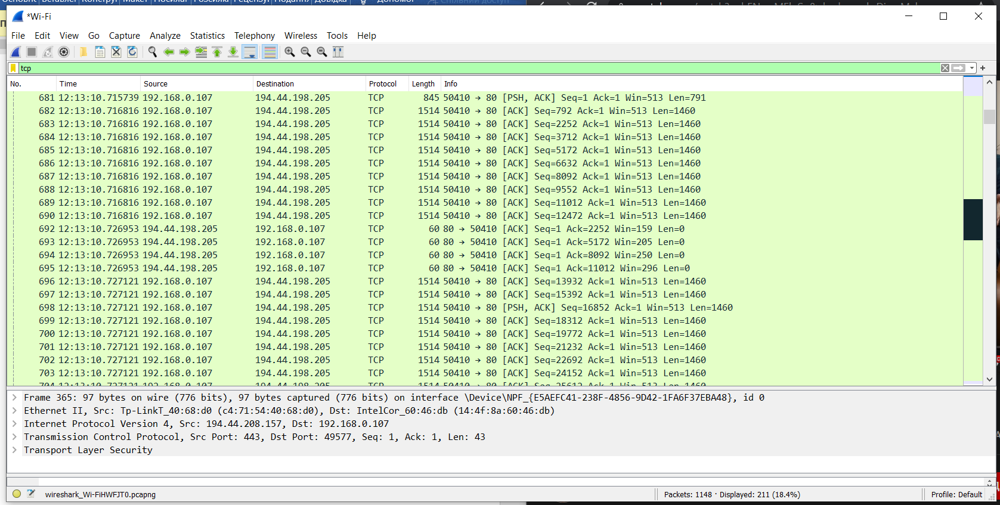 *Wi-Fi
File Edit View Go Capture Analyze Statistics Telephony Wireless Tools Help
tcp
No. Time Source Destination Protocol Length Info
681 12:13:10.715739 192.168.0.107 194.44.198.205 TCP 845 50410 → 80 [PSH, ACK] Seq=1 Ack=1 Win=513 Len=791
682 12:13:10.716816 192.168.0.107 194.44.198.205 TCP 1514 50410 → 80 [ACK] Seq=792 Ack=1 Win=513 Len=1460
683 12:13:10.716816 192.168.0.107 194.44.198.205 TCP 1514 50410 → 80 [ACK] Seq=2252 Ack=1 Win=513 Len=1460
684 12:13:10.716816 192.168.0.107 194.44.198.205 TCP 1514 50410 → 80 [ACK] Seq=3712 Ack=1 Win=513 Len=1460
685 12:13:10.716816 192.168.0.107 194.44.198.205 TCP 1514 50410 → 80 [ACK] Seq=5172 Ack=1 Win=513 Len=1460
686 12:13:10.716816 192.168.0.107 194.44.198.205 TCP 1514 50410 → 80 [ACK] Seq=6632 Ack=1 Win=513 Len=1460
687 12:13:10.716816 192.168.0.107 194.44.198.205 TCP 1514 50410 → 80 [ACK] Seq=8092 Ack=1 Win=513 Len=1460
688 12:13:10.716816 192.168.0.107 194.44.198.205 TCP 1514 50410 → 80 [ACK] Seq=9552 Ack=1 Win=513 Len=1460
689 12:13:10.716816 192.168.0.107 194.44.198.205 TCP 1514 50410 → 80 [ACK] Seq=11012 Ack=1 Win=513 Len=1460
690 12:13:10.716816 192.168.0.107 194.44.198.205 TCP 1514 50410 → 80 [ACK] Seq=12472 Ack=1 Win=513 Len=1460
692 12:13:10.726953 194.44.198.205 192.168.0.107 TCP 60 80 → 50410 [ACK] Seq=1 Ack=2252 Win=159 Len=0
693 12:13:10.726953 194.44.198.205 192.168.0.107 TCP 60 80 → 50410 [ACK] Seq=1 Ack=5172 Win=205 Len=0
694 12:13:10.726953 194.44.198.205 192.168.0.107 TCP 60 80 → 50410 [ACK] Seq=1 Ack=8092 Win=250 Len=0
695 12:13:10.726953 194.44.198.205 192.168.0.107 TCP 60 80 → 50410 [ACK] Seq=1 Ack=11012 Win=296 Len=0
696 12:13:10.727121 192.168.0.107 194.44.198.205 TCP 1514 50410 → 80 [ACK] Seq=13932 Ack=1 Win=513 Len=1460
697 12:13:10.727121 192.168.0.107 194.44.198.205 TCP 1514 50410 → 80 [ACK] Seq=15392 Ack=1 Win=513 Len=1460
698 12:13:10.727121 192.168.0.107 194.44.198.205 TCP 1514 50410 → 80 [PSH, ACK] Seq=16852 Ack=1 Win=513 Len=1460
699 12:13:10.727121 192.168.0.107 194.44.198.205 TCP 1514 50410 → 80 [ACK] Seq=18312 Ack=1 Win=513 Len=1460
700 12:13:10.727121 192.168.0.107 194.44.198.205 TCP 1514 50410 → 80 [ACK] Seq=19772 Ack=1 Win=513 Len=1460
701 12:13:10.727121 192.168.0.107 194.44.198.205 TCP 1514 50410 → 80 [ACK] Seq=21232 Ack=1 Win=513 Len=1460
702 12:13:10.727121 192.168.0.107 194.44.198.205 TCP 1514 50410 → 80 [ACK] Seq=22692 Ack=1 Win=513 Len=1460
703 12:13:10.727121 192.168.0.107 194.44.198.205 TCP 1514 50410 → 80 [ACK] Seq=24152 Ack=1 Win=513 Len=1460
Frame 365: 97 bytes on wire (776 bits), 97 bytes captured (776 bits) on interface \Device\NPF_{E5AEFC41-238F-4856-9D42-1FA6F37EBA48}, id 0
Ethernet II, Src: Tp-LinkT_40:68:d0 (c4:71:54:40:68:d0), Dst: IntelCor_60:46:db (14:4f:8a:60:46:db)
Internet Protocol Version 4, Src: 194.44.208.157, Dst: 192.168.0.107
Transmission Control Protocol, Src Port: 443, Dst Port: 49577, Seq: 1, Ack: 1, Len: 43
Transport Layer Security
wireshark_Wi-FiHWFJT0.pcapng Packets: 1148 · Displayed: 211 (18.4%) Profile: Default